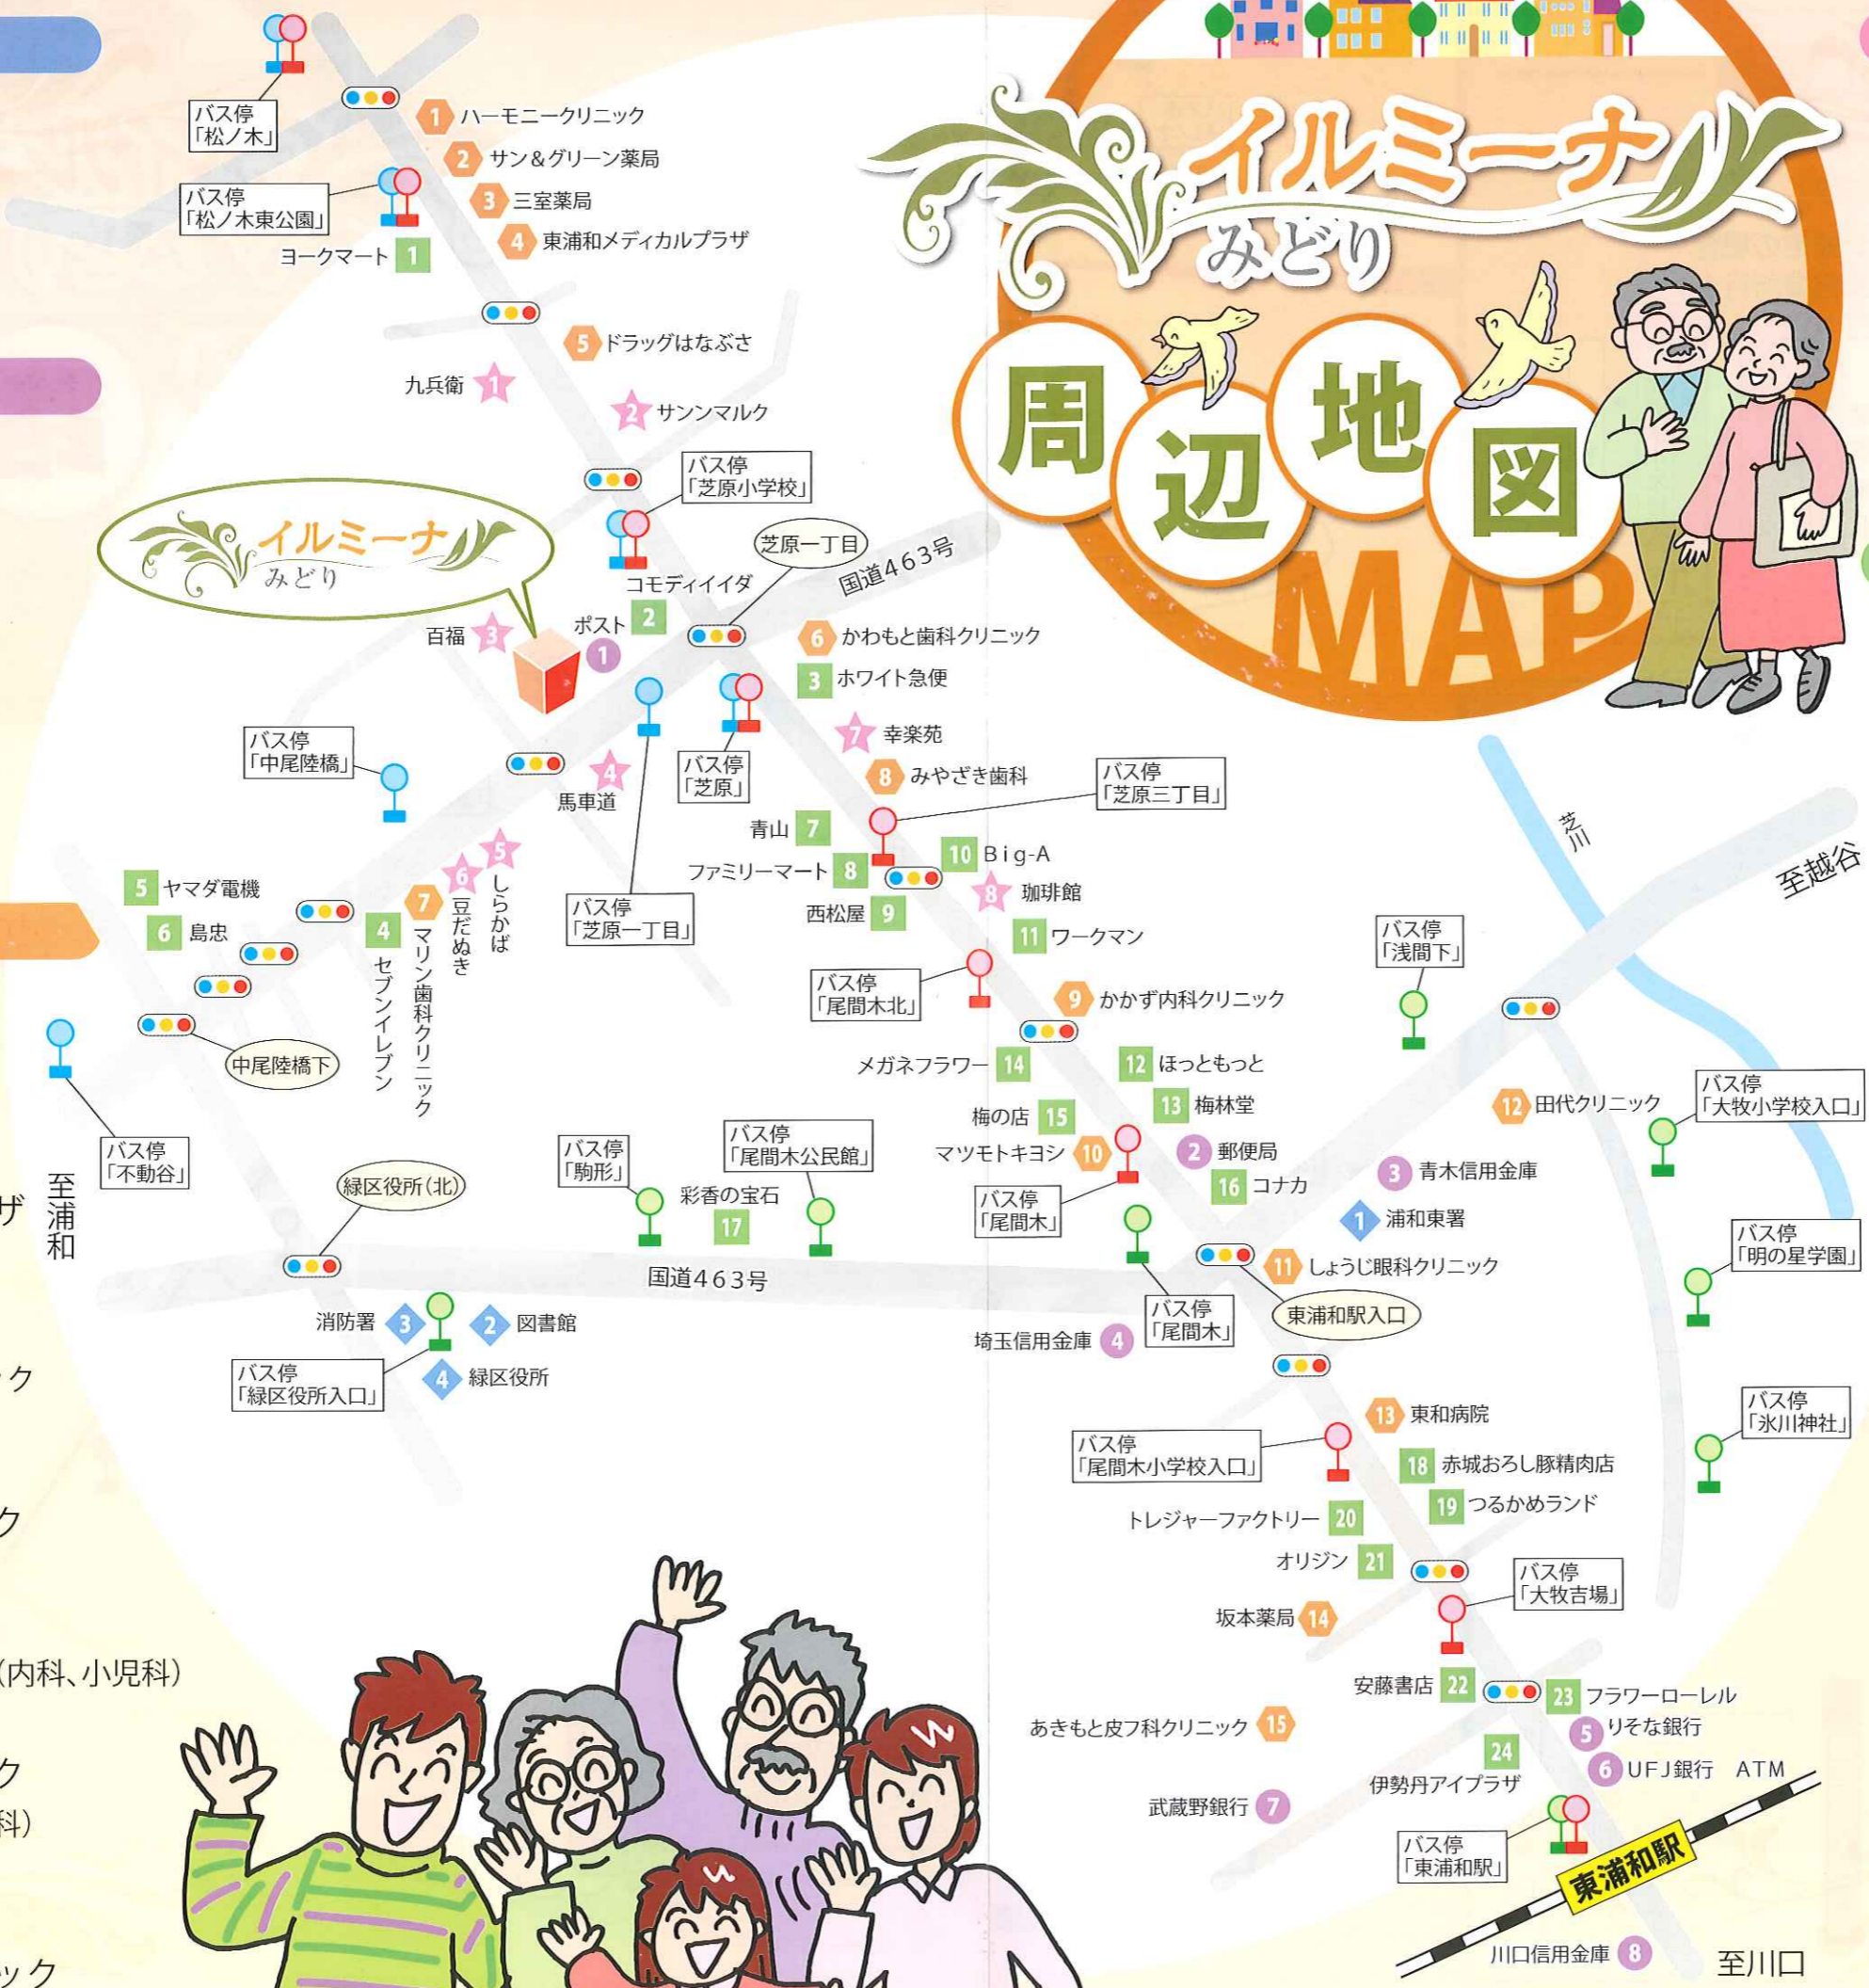 イルミーナ
みどり
周辺地図
MAP
バス停
「松ノ木」
1 ハーモニークリニック
2 サン&グリーン薬局
バス停
「松ノ木東公園」
3 三室薬局
4 東浦和メディカルプラザ
ヨークマート 1
5 ドラッグはなぶさ
九兵衛 1
2 サンンマルク
バス停
「芝原小学校」
芝原一丁目
国道463号
イルミーナ
みどり
コモディイイダ
2
ポスト
1
百福 3
6 かわもと歯科クリニック
3 ホワイト急便
バス停
「中尾陸橋」
4
馬車道
バス停
「芝原」
7 幸楽苑
8 みやざき歯科
バス停
「芝原三丁目」
青山 7
ファミリーマート 8
10 Big-A
8 珈琲館
西松屋 9
11 ワークマン
バス停
「芝原一丁目」
5 しらかば
6 豆だぬき
7 マリン歯科クリニック
4 セブンイレブン
5 ヤマダ電機
6 島忠
中尾陸橋下
バス停
「不動谷」
至浦和
バス停
「尾間木北」
9 かかず内科クリニック
メガネフラワー 14
12 ほっともっと
梅の店 15
13 梅林堂
マツモトキヨシ 10
2 郵便局
16 コナカ
バス停
「尾間木」
芝川
至越谷
バス停
「浅間下」
12 田代クリニック
バス停
「大牧小学校入口」
3 青木信用金庫
1 浦和東署
バス停
「明の星学園」
11 しょうじ眼科クリニック
東浦和駅入口
バス停
「尾間木」
埼玉信用金庫 4
緑区役所(北)
バス停
「駒形」
彩香の宝石
17
バス停
「尾間木公民館」
国道463号
消防署 3
2 図書館
4 緑区役所
バス停
「緑区役所入口」
バス停
「氷川神社」
13 東和病院
バス停
「尾間木小学校入口」
18 赤城おろし豚精肉店
19 つるかめランド
トレジャーファクトリー 20
オリジン 21
バス停
「大牧吉場」
坂本薬局 14
安藤書店 22
23 フラワーローレル
あきもと皮フ科クリニック 15
5 りそな銀行
24
伊勢丹アイプラザ
6 UFJ銀行 ATM
武蔵野銀行 7
バス停
「東浦和駅」
東浦和駅
川口信用金庫 8
至川口
ザ
ク
ク
(内科、小児科)
ク
科)
ック